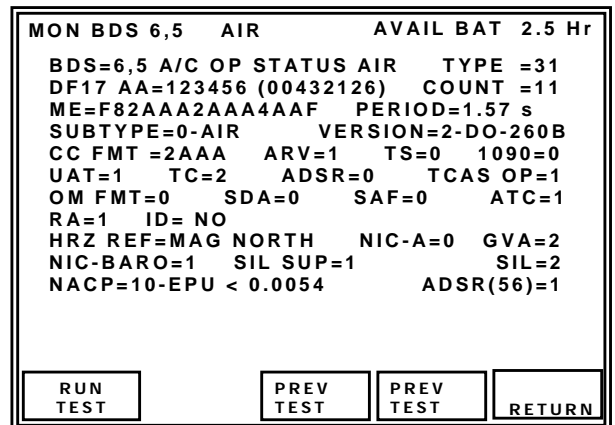 MON BDS 6,5 AIR AVAIL BAT 2.5 Hr
BDS=6,5 A/C OP STATUS AIR TYPE =31
DF17 AA=123456 (00432126) COUNT =11
ME=F82AAA2AAA4AAF PERIOD=1.57 s
SUBTYPE=0-AIR VERSION=2-DO-260B
CC FMT =2AAA ARV=1 TS=0 1090=0
UAT=1 TC=2 ADSR=0 TCAS OP=1
OM FMT=0 SDA=0 SAF=0 ATC=1
RA=1 ID= NO
HRZ REF=MAG NORTH NIC-A=0 GVA=2
NIC-BARO=1 SIL SUP=1 SIL=2
NACP=10-EPU < 0.0054 ADSR(56)=1
RUN TEST
PREV TEST
PREV TEST
RETURN